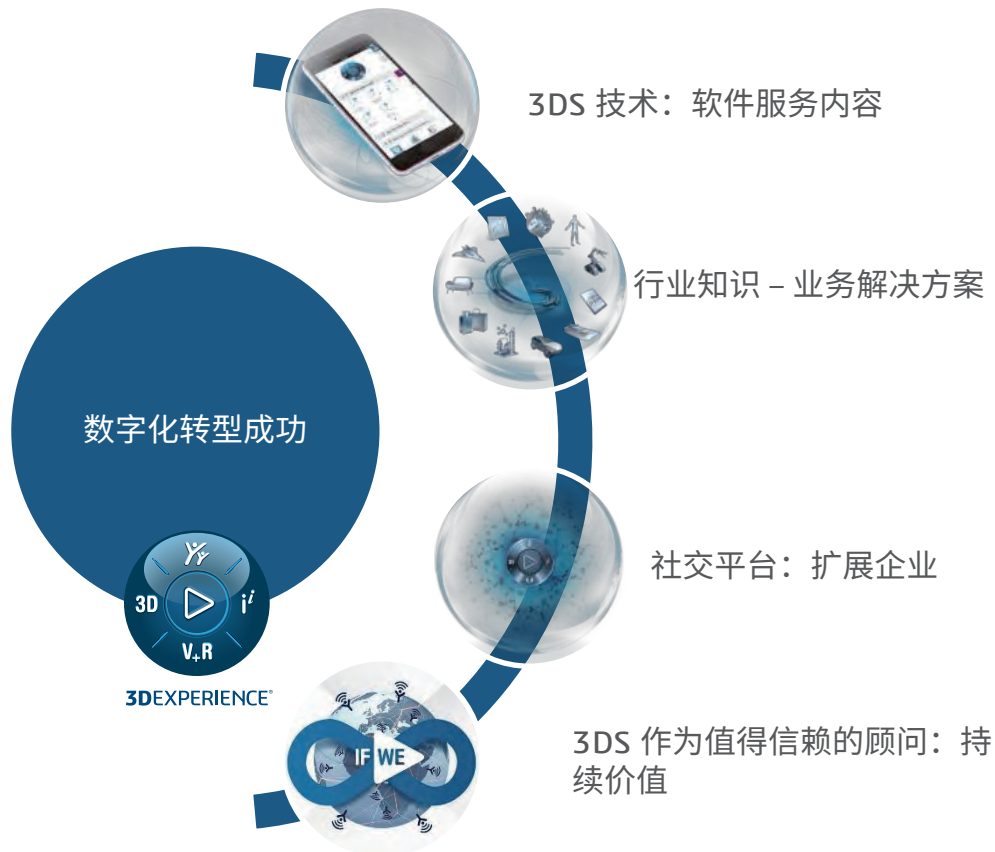 3DS 技术：软件服务内容
行业知识 – 业务解决方案
数字化转型成功
社交平台：扩展企业
3D
i i
V+R
3DEXPERIENCE®
IF WE
3DS 作为值得信赖的顾问：持
续价值